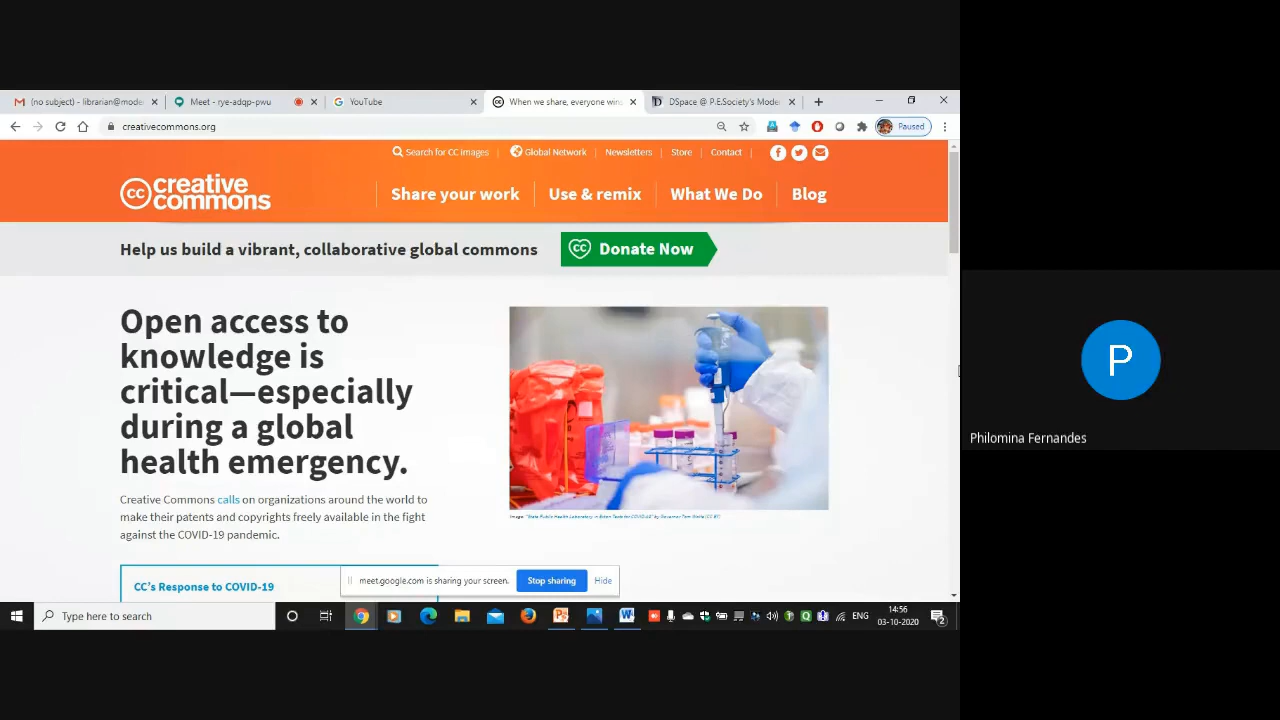 (no subject) - librarian@mode
Meet - rye-adqp-pwu
YouTube
When we share, everyone wins
DSpace @ P.E.Society's Mode
creativecommons.org
Paused
Search for CC images
Global Network
Newsletters
Store
Contact
creative
commons
Share your work
Use & remix
What We Do
Blog
Help us build a vibrant, collaborative global commons
Donate Now
Open access to
knowledge is
critical—especially
during a global
health emergency.
Creative Commons calls on organizations around the world to
make their patents and copyrights freely available in the fight
against the COVID-19 pandemic.
CC's Response to COVID-19
meet.google.com is sharing your screen.
Stop sharing
Hide
Type here to search
ENG
14:56
03-10-2020
2
P
Philomina Fernandes